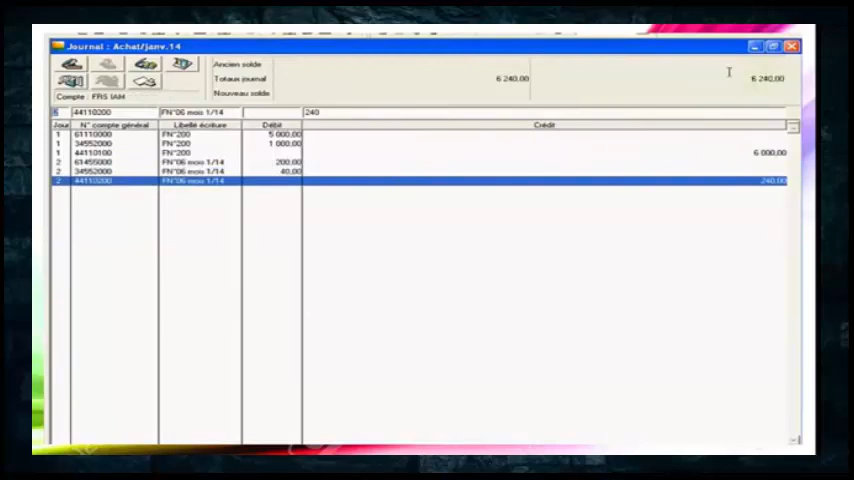 Journal : Achat/janv.14
Ancien solde
Totaux journal 6 240,00 6 240,00
Nouveau solde
Compte : FRS IAM
44110200 FN°06 mois 1/14 240
Jour N° compte général Libellé écriture Débit Crédit
1 61110000 FN°200 5 000,00
1 34552000 FN°200 1 000,00
1 44110100 FN°200 6 000,00
2 61455000 FN°06 mois 1/14 200,00
2 34552000 FN°06 mois 1/14 40,00
2 44110200 FN°06 mois 1/14 240,00